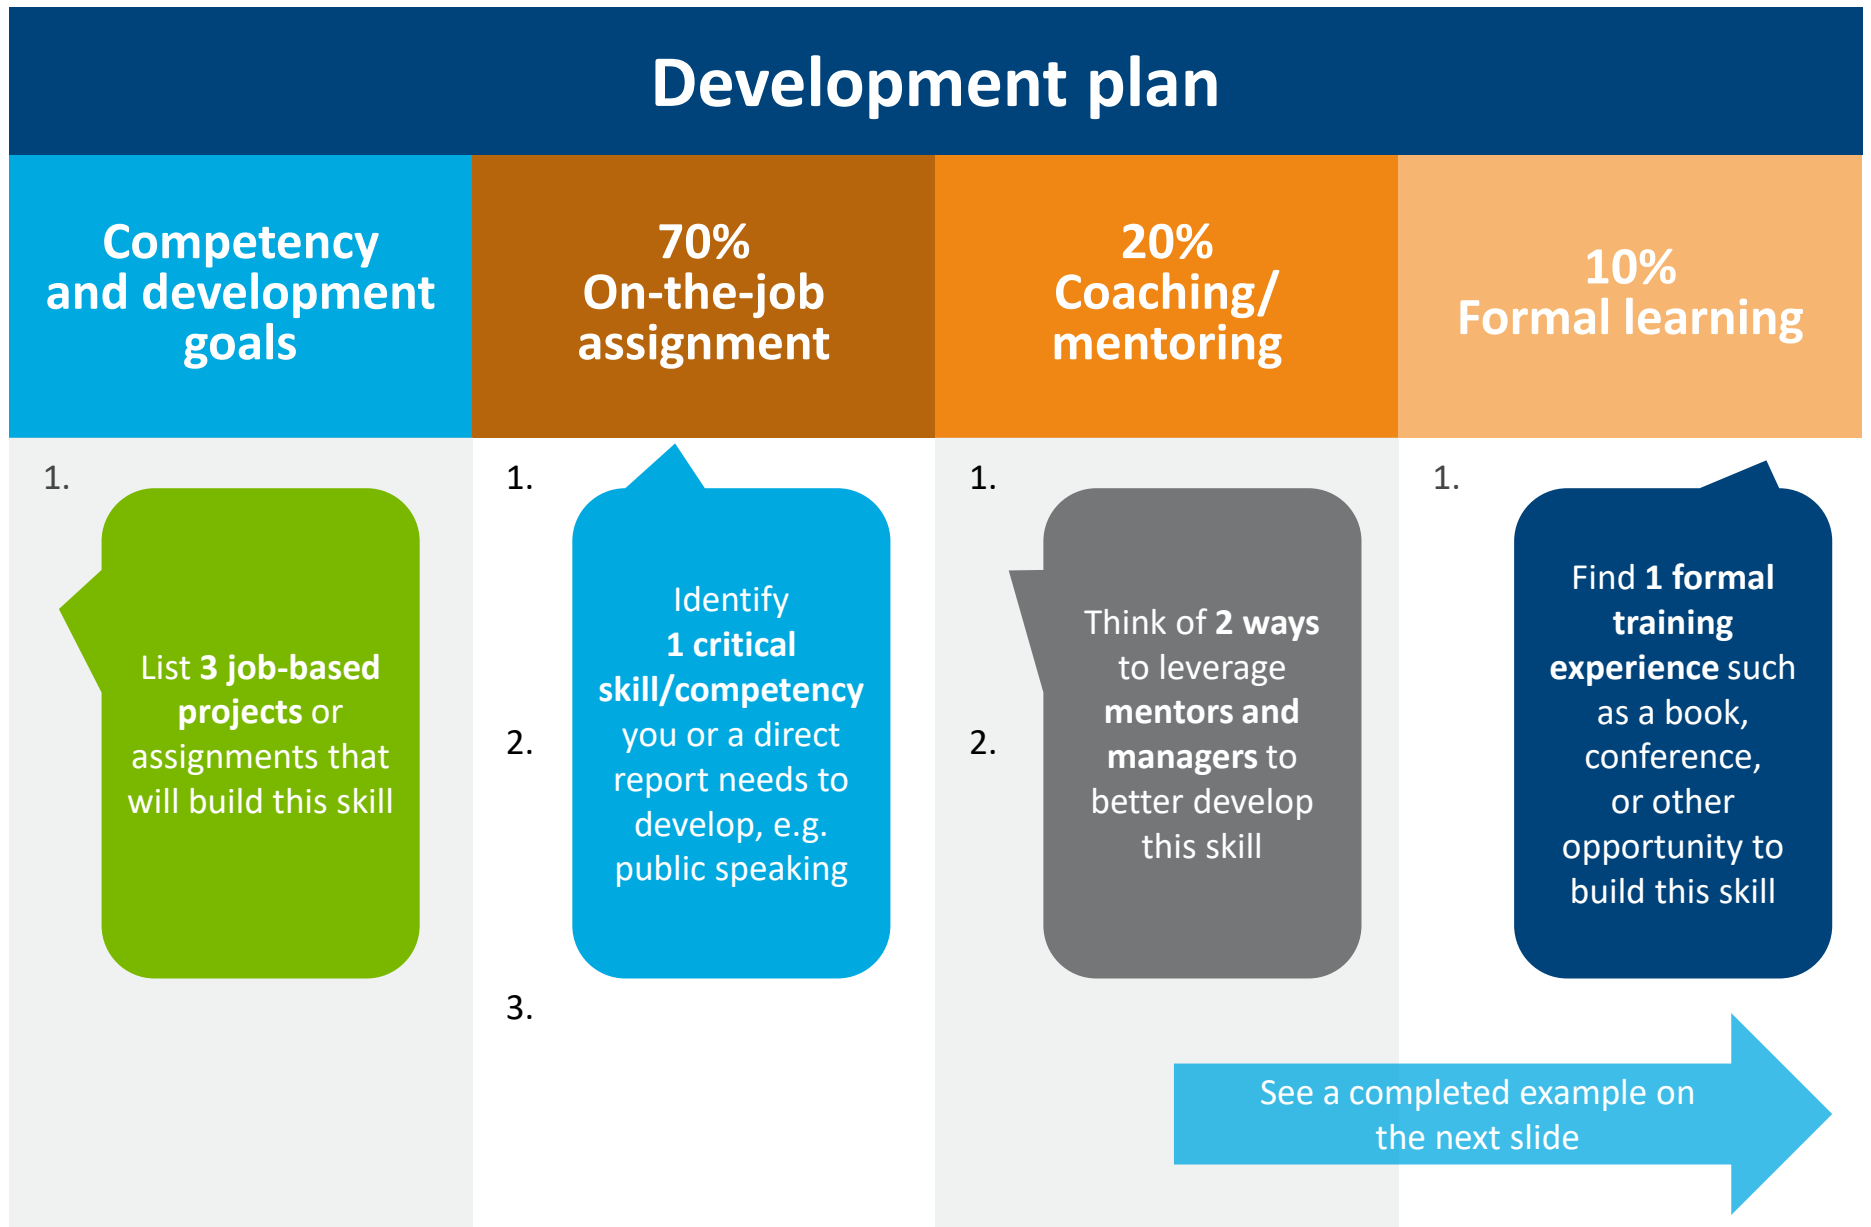 Development plan
Competency
and development
goals
70%
On-the-job
assignment
20%
Coaching/
mentoring
10%
Formal learning
1.
List 3 job-based
projects or
assignments that
will build this skill
1.
2.
3.
Identify
1 critical
skill/competency
you or a direct
report needs to
develop, e.g.
public speaking
1.
2.
Think of 2 ways
to leverage
mentors and
managers to
better develop
this skill
1.
Find 1 formal
training
experience such
as a book,
conference,
or other
opportunity to
build this skill
See a completed example on
the next slide